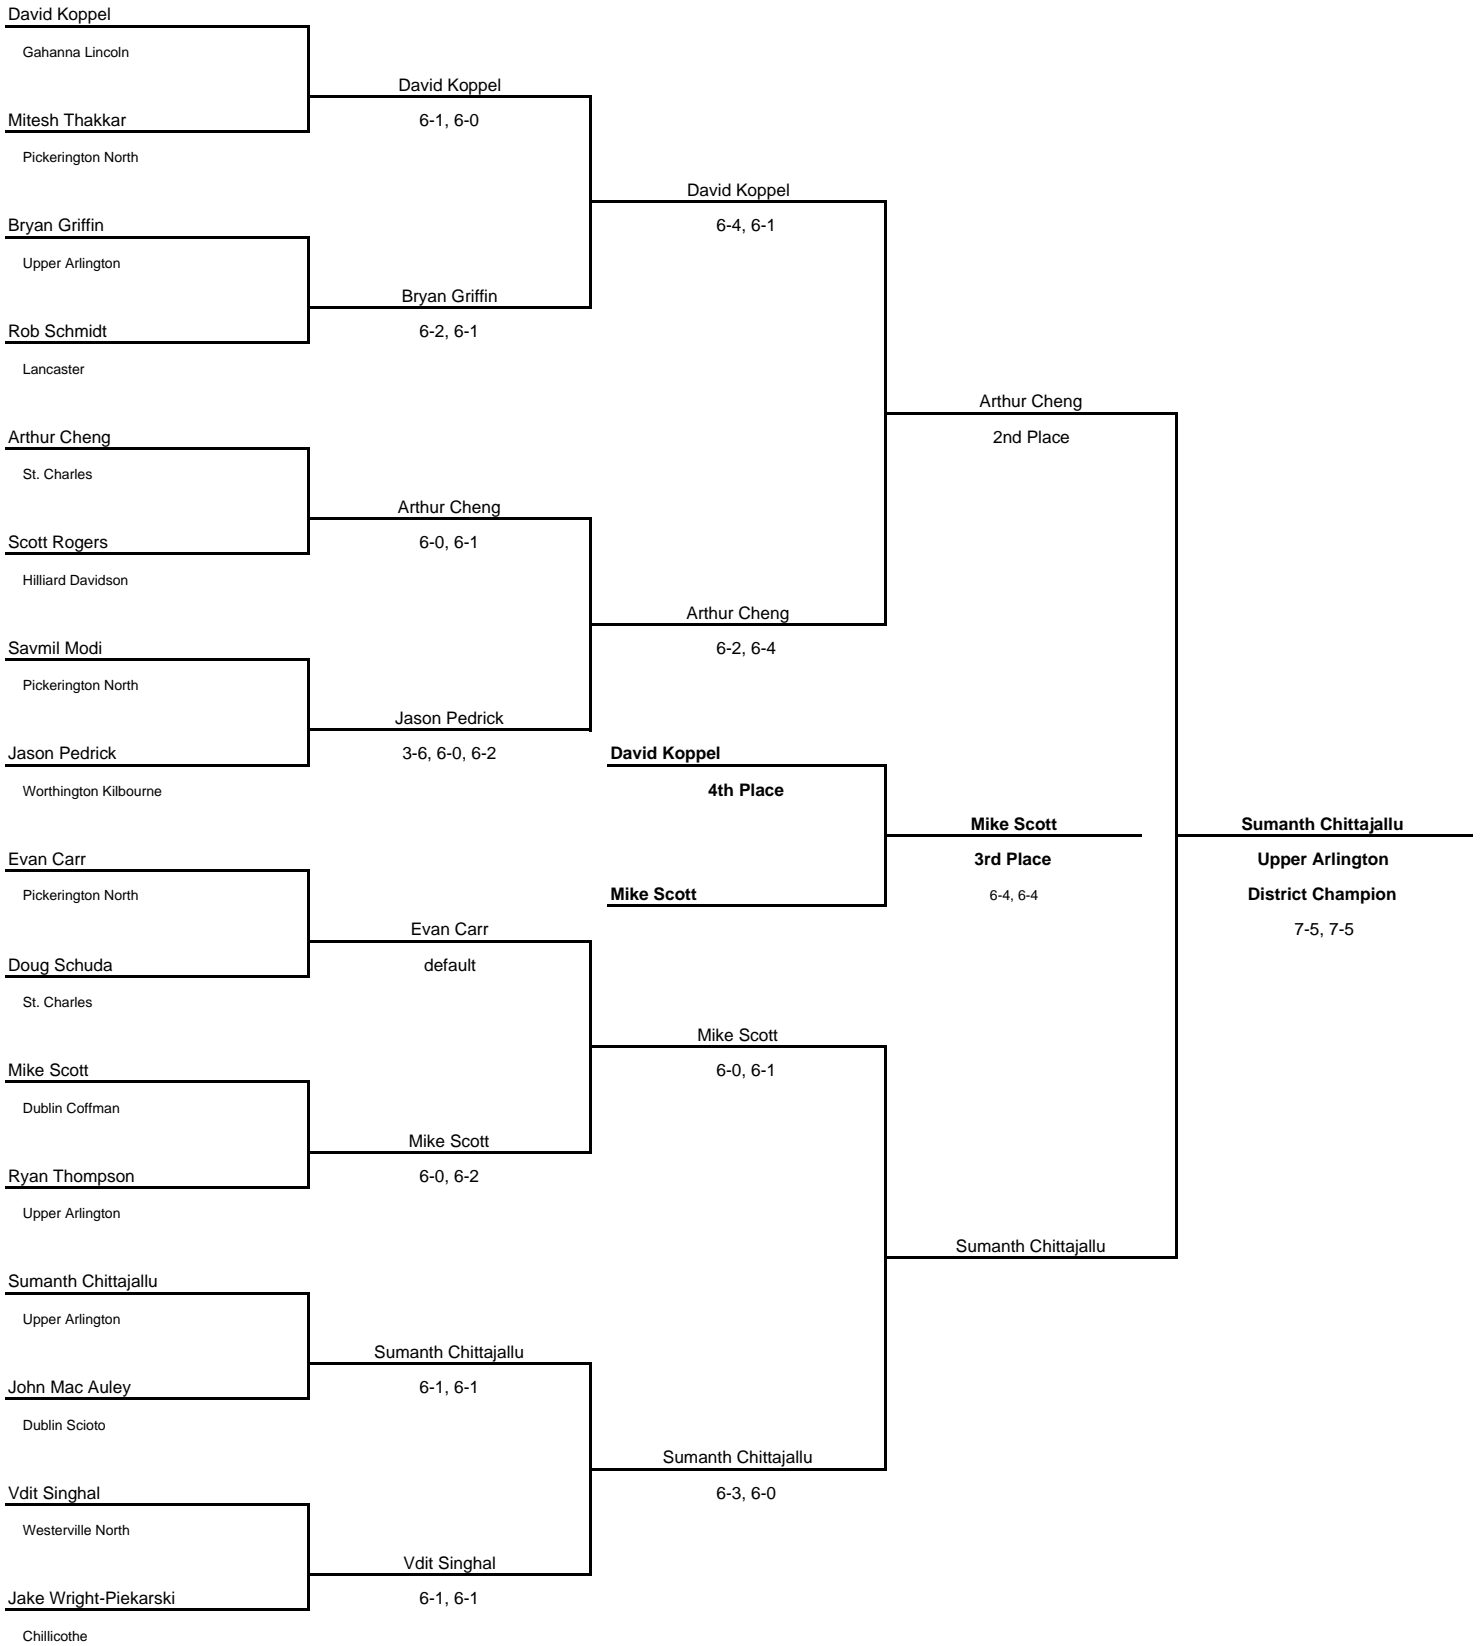 David Koppel
Gahanna Lincoln
David Koppel
Mitesh Thakkar
6-1, 6-0
Pickerington North
David Koppel
Bryan Griffin
6-4, 6-1
Upper Arlington
Bryan Griffin
Rob Schmidt
6-2, 6-1
Lancaster
Arthur Cheng
Arthur Cheng
2nd Place
St. Charles
Arthur Cheng
Scott Rogers
6-0, 6-1
Hilliard Davidson
Arthur Cheng
Savmil Modi
6-2, 6-4
Pickerington North
Jason Pedrick
Jason Pedrick
3-6, 6-0, 6-2
David Koppel
Worthington Kilbourne
4th Place
Mike Scott
Sumanth Chittajallu
Evan Carr
3rd Place
Upper Arlington
Pickerington North
Mike Scott
6-4, 6-4
District Champion
Evan Carr
7-5, 7-5
Doug Schuda
default
St. Charles
Mike Scott
Mike Scott
6-0, 6-1
Dublin Coffman
Mike Scott
Ryan Thompson
6-0, 6-2
Upper Arlington
Sumanth Chittajallu
Sumanth Chittajallu
Upper Arlington
Sumanth Chittajallu
John Mac Auley
6-1, 6-1
Dublin Scioto
Sumanth Chittajallu
Vdit Singhal
6-3, 6-0
Westerville North
Vdit Singhal
Jake Wright-Piekarski
6-1, 6-1
Chillicothe